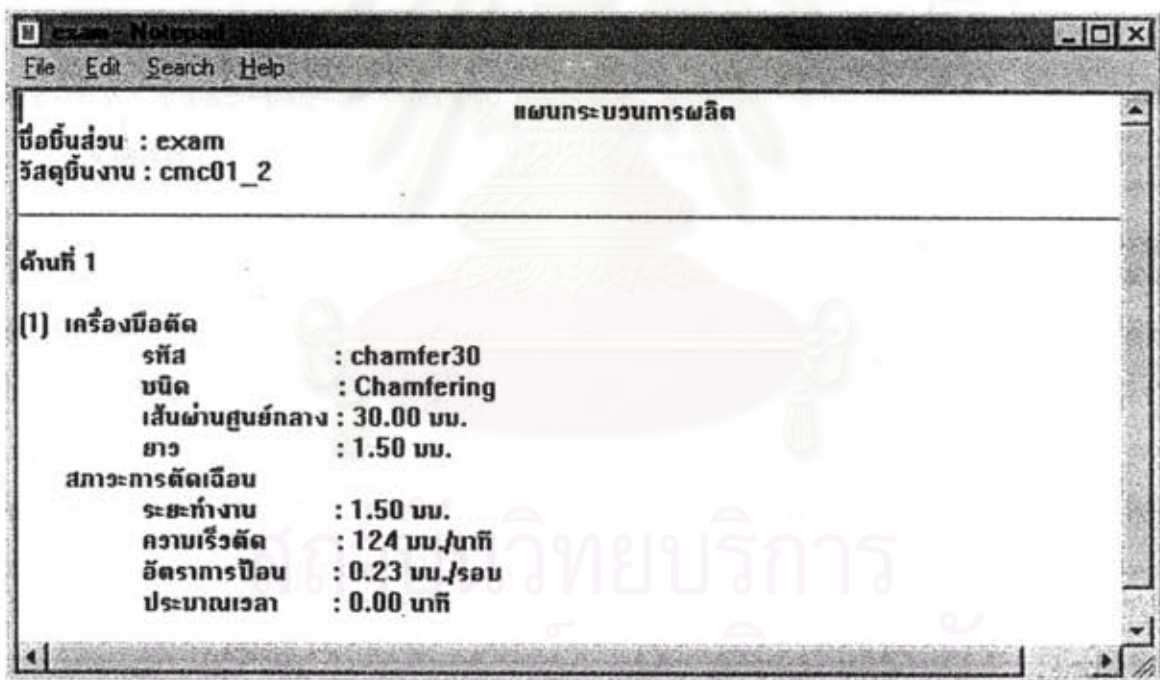 exam - Notepad
File Edit Search Help
แผนกระบวนการผลิต
ชื่อชิ้นส่วน : exam
วัสดุชิ้นงาน : cmc01_2
ด้านที่ 1
(1) เครื่องมือตัด
รหัส : chamfer30
ชนิด : Chamfering
เส้นผ่านศูนย์กลาง : 30.00 มม.
ยาว : 1.50 มม.
สภาวะการตัดเฉือน
ระยะทำงาน : 1.50 มม.
ความเร็วตัด : 124 มม./นาที
อัตราการป้อน : 0.23 มม./รอบ
ประมาณเวลา : 0.00 นาที